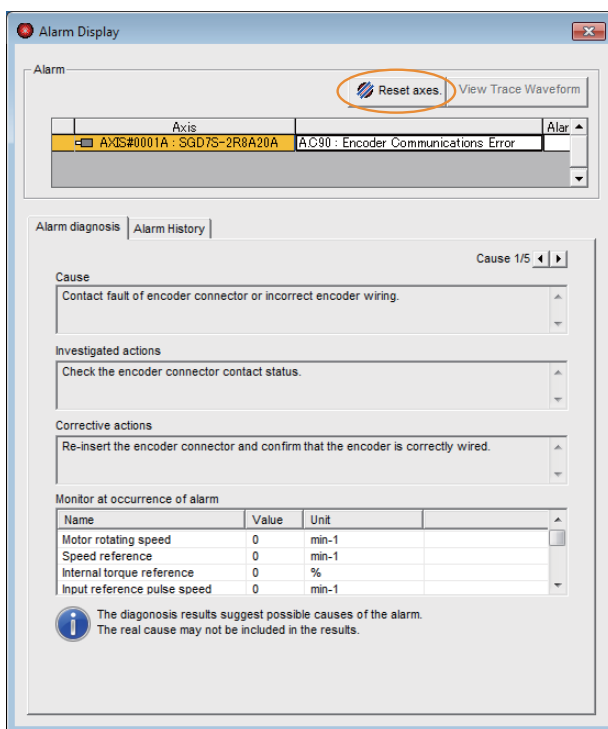 Alarm Display
Alarm
Reset axes.
View Trace Waveform
Axis Alar
AXIS#0001A : SGD7S-2R8A20A A.C90 : Encoder Communications Error
Alarm diagnosis Alarm History
Cause 1/5
Cause
Contact fault of encoder connector or incorrect encoder wiring.
Investigated actions
Check the encoder connector contact status.
Corrective actions
Re-insert the encoder connector and confirm that the encoder is correctly wired.
Monitor at occurrence of alarm
Name Value Unit
Motor rotating speed 0 min-1
Speed reference 0 min-1
Internal torque reference 0 %
Input reference pulse speed 0 min-1
The diagonosis results suggest possible causes of the alarm.
The real cause may not be included in the results.